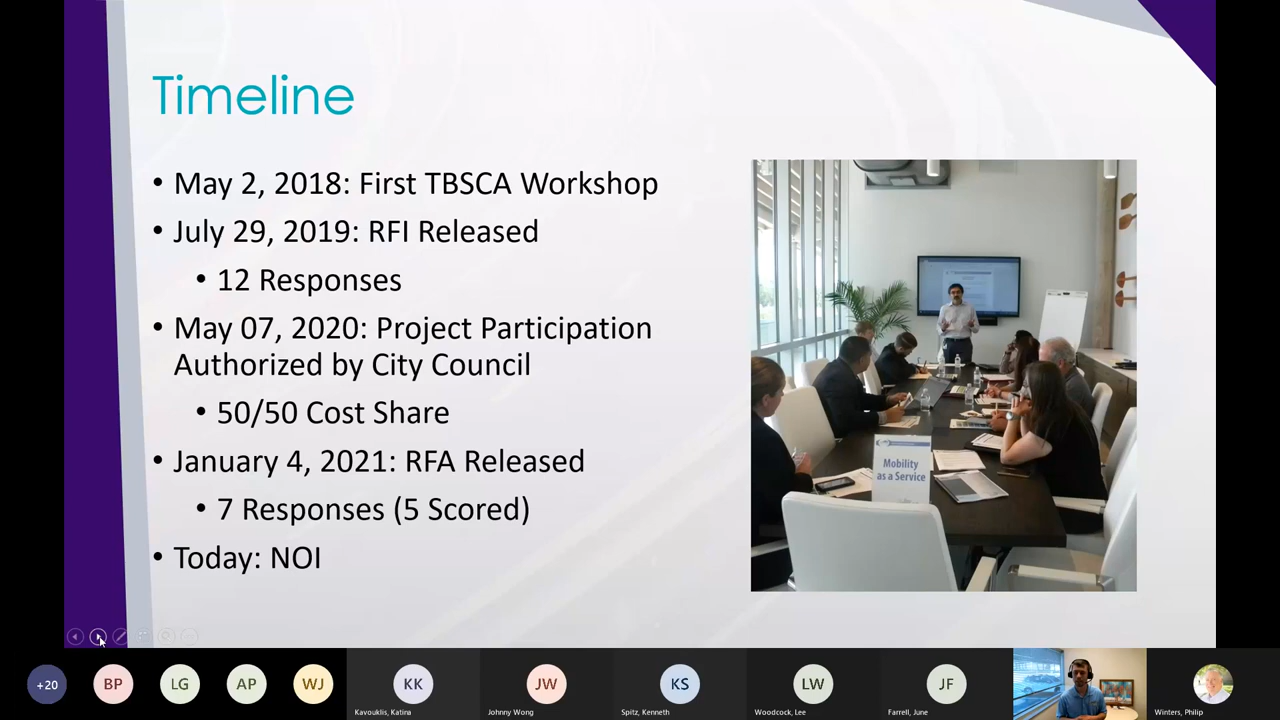 Timeline
• May 2, 2018: First TBSCA Workshop
• July 29, 2019: RFI Released
• 12 Responses
• May 07, 2020: Project Participation
Authorized by City Council
• 50/50 Cost Share
• January 4, 2021: RFA Released
• 7 Responses (5 Scored)
• Today: NOI
Mobility
as a Service
+20
BP
LG
AP
WJ
KK
JW
KS
LW
JF
Kavouklis, Katina
Johnny Wong
Spitz, Kenneth
Woodcock, Lee
Farrell, June
Winters, Philip